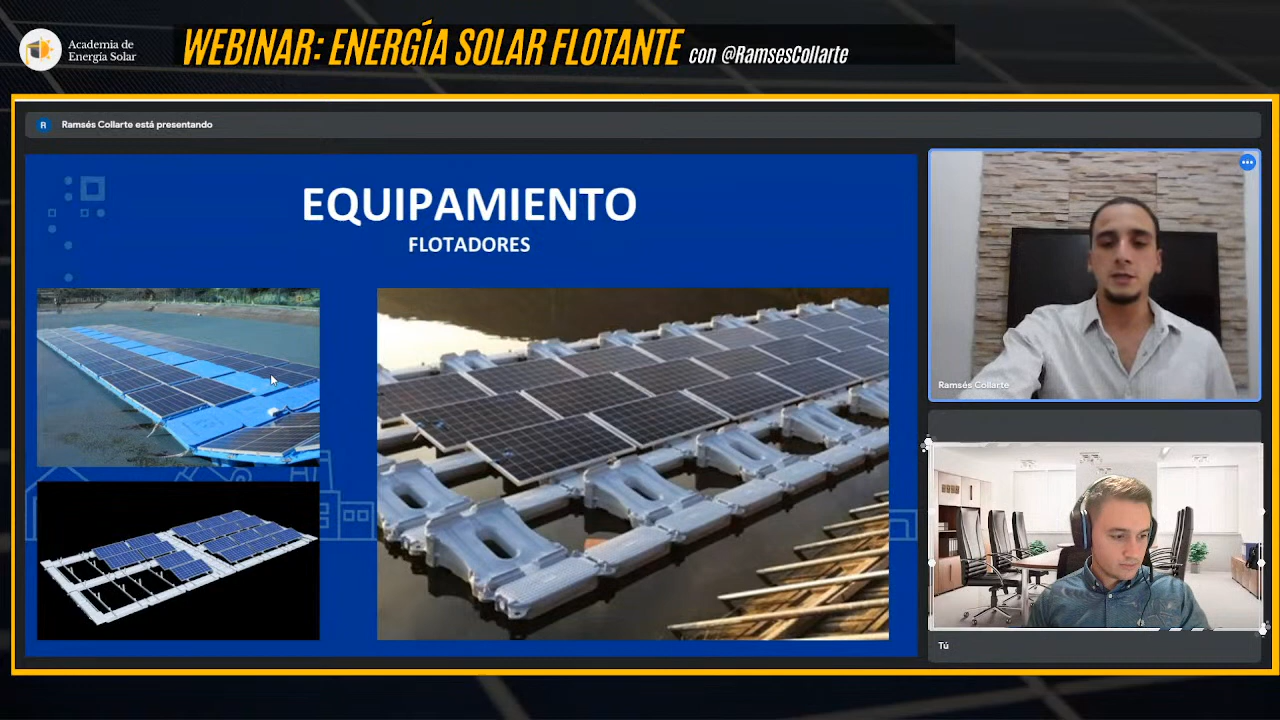 Academia de
Energía Solar
WEBINAR: ENERGÍA SOLAR FLOTANTE con @RamsesCollarte
R Ramsés Collarte está presentando
EQUIPAMIENTO
FLOTADORES
Ramsés Collarte
Tú